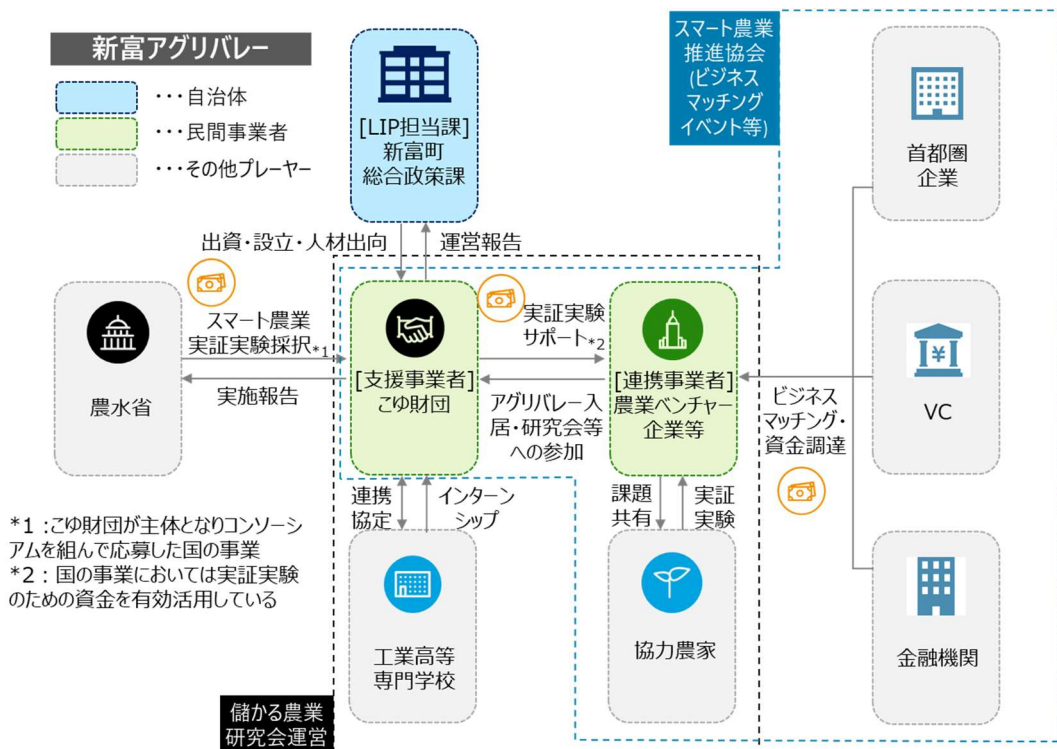 新富アグリバレー
・・・自治体
・・・民間事業者
・・・その他プレーヤー
[LIP担当課]
新富町
総合政策課
スマート農業
推進協会
(ビジネス
マッチング
イベント等)
首都圏
企業
出資・設立・人材出向
運営報告
スマート農業
実証実験採択*1
実施報告
農水省
[支援事業者]
こゆ財団
実証実験
サポート*2
アグリバレー入
居・研究会等
への参加
[連携事業者]
農業ベンチャー
企業等
ビジネス
マッチング・
資金調達
¥
VC
連携
協定
インターン
シップ
課題
共有
実証
実験
*1 :こゆ財団が主体となりコンソーシ
アムを組んで応募した国の事業
*2 : 国の事業においては実証実験
のための資金を有効活用している
工業高等
専門学校
協力農家
金融機関
儲かる農業
研究会運営